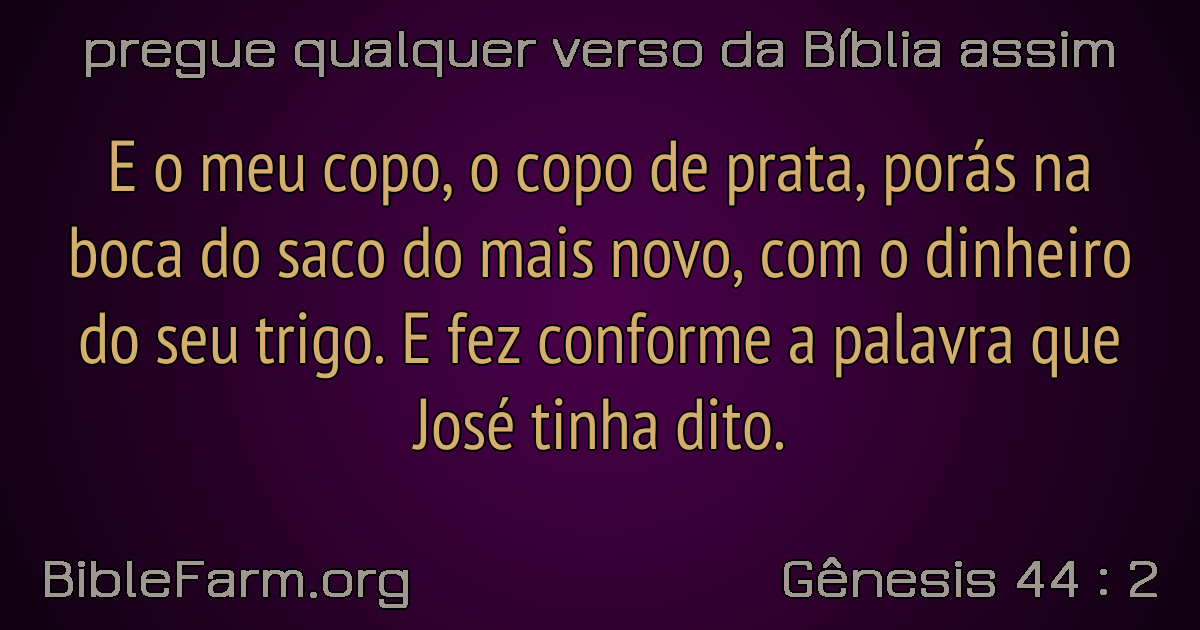 pregue qualquer verso da Bíblia assim
E o meu copo, o copo de prata, porás na
boca do saco do mais novo, com o dinheiro
do seu trigo. E fez conforme a palavra que
José tinha dito.
BibleFarm.org
Gênesis 44 : 2